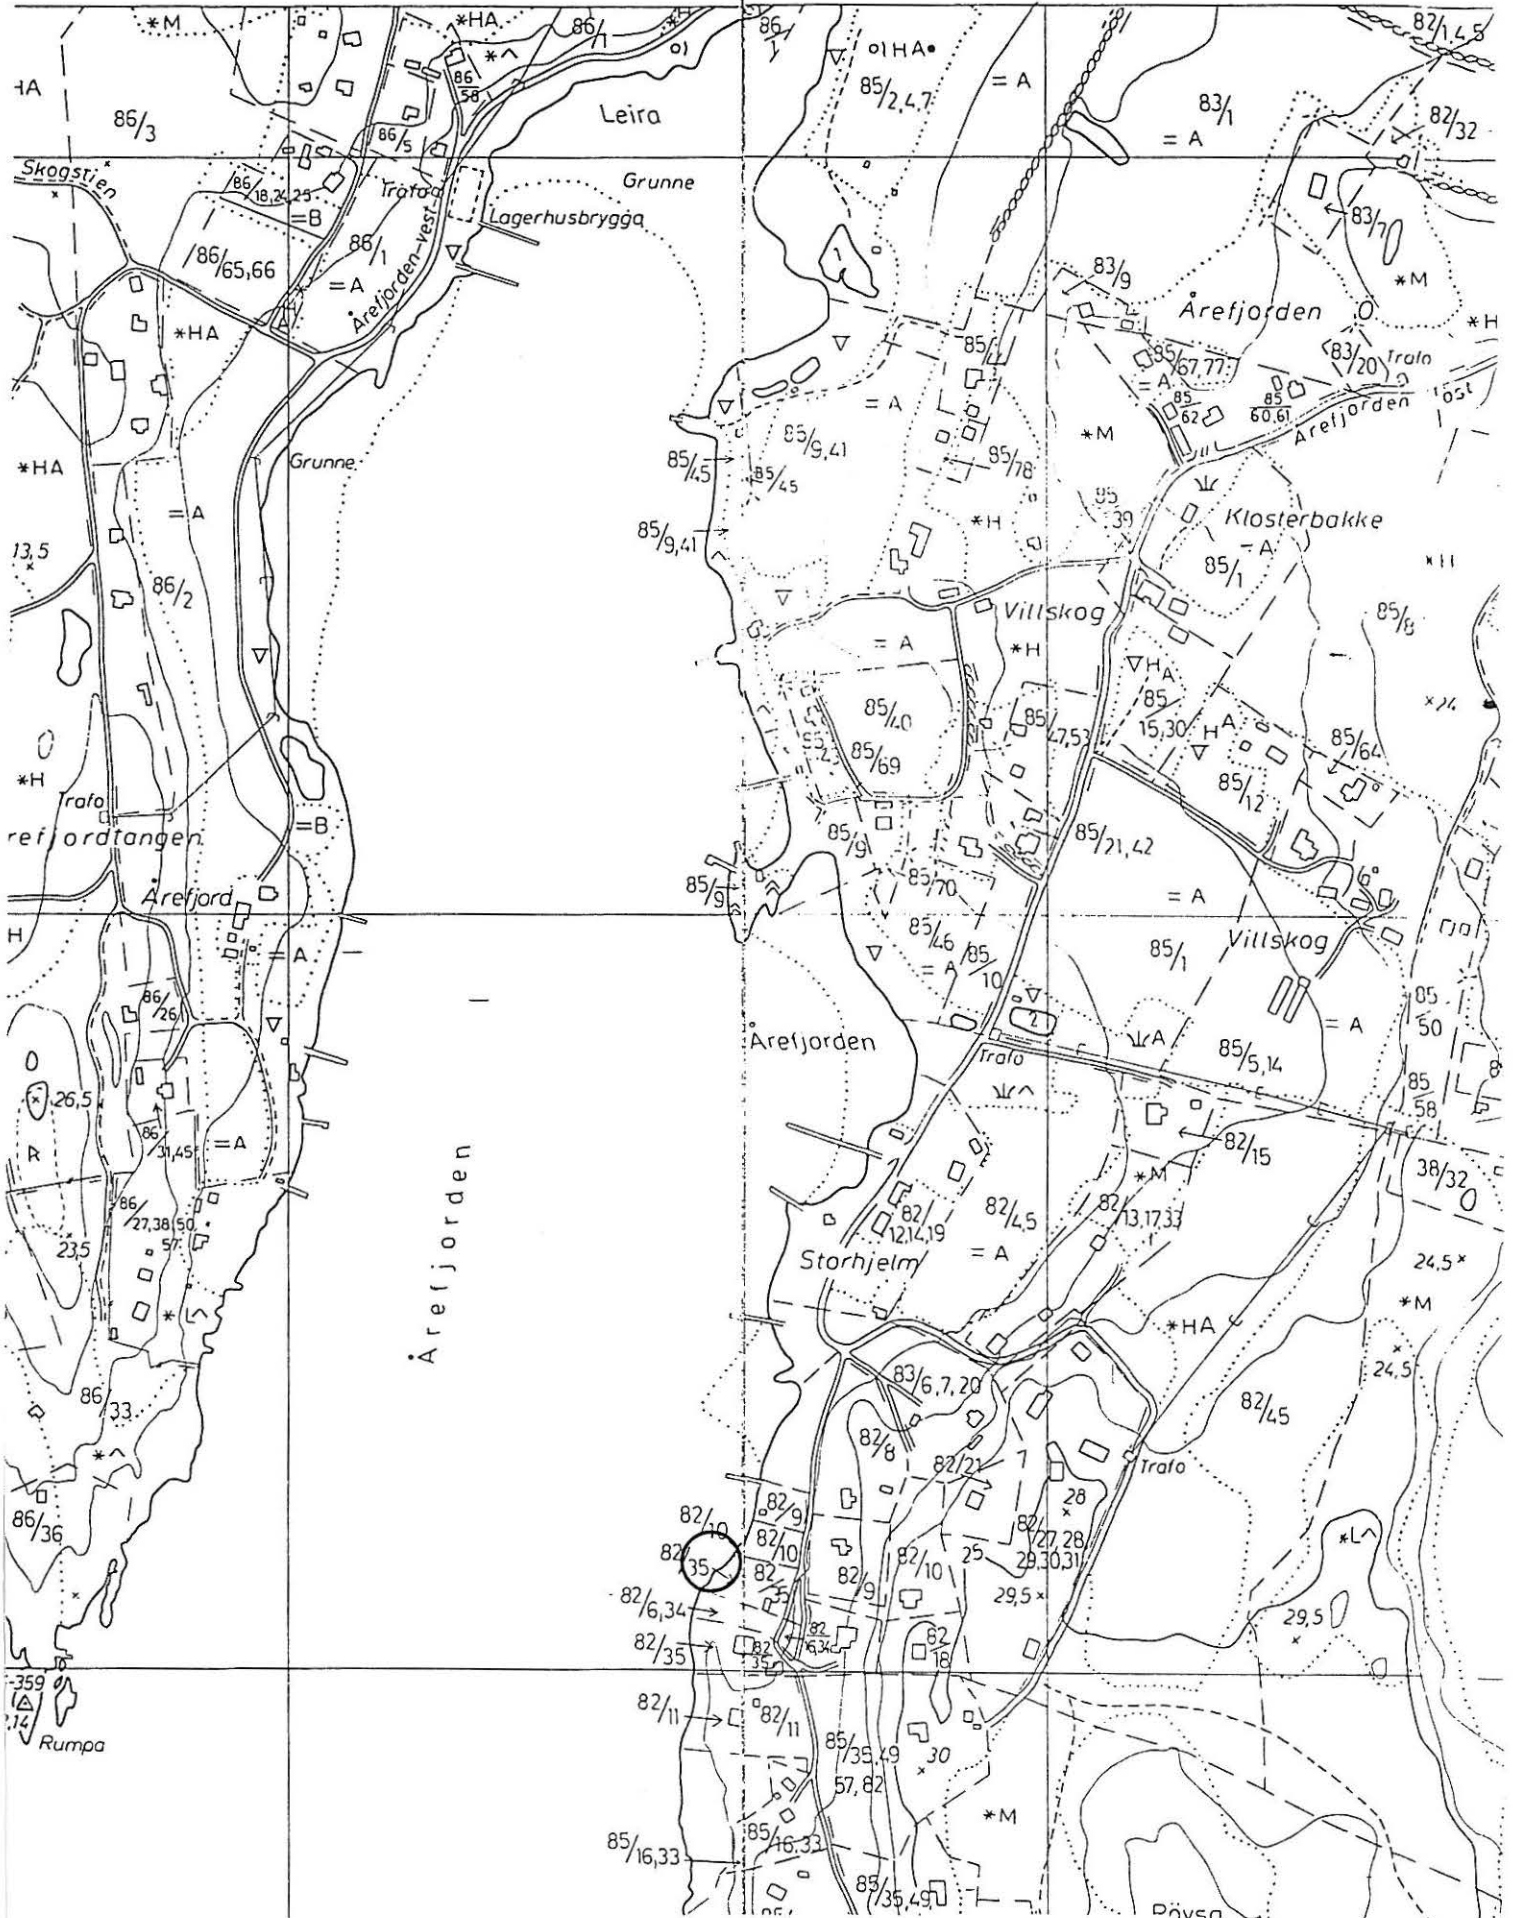 *M
*HA
86/1
*H
86/1
82/1,4,5
HA
86/3
*^
86/58
01
01HA
85/2,4,7
= A
83/1
= A
82/32
Leira
86/5
Skogstien
86/18,24,25
= B
Trafo
Grunne
Lagerhusbrygga
83/7
86/65,66
86/1
= A
Årefjorden-vest
83/9
*M
*HA
A
Årefjorden
*H
85/
85/67,77
= A
83/20
Trafo
= A
85/62
85/60,61
Årefjorden øst
*HA
Grunne
85/9,41
*M
85/45
85/45
85/78
= A
85/39
*H
Klosterbakke
85/9,41
A
85/1
13,5
86/2
85/8
Villskog
= A
*H
HA
85/15,30
HA
85/40
85/47,53
85/64
85/69
85/12
*H
Trafo
= B
refjordtangen
85/9
85/21,42
Årefjord
85/9
85/70
= A
H
= A
85/46
= A
85/10
85/1
Villskog
86/26
85/50
2
= A
Årefjorden
Trafo
A
85/5,14
26,5
85/58
R
86/31,45
= A
82/15
*M
38/32
86/27,38,50
57
82/12,14,19
82/4,5
82/13,17,33
23,5
Årefjorden
Storhjelm
= A
24,5
*M
* L^
*HA
24,5
83/6,7,20
86/33
82/45
82/8
*^
82/21
Trafo
28
86/36
82/10
82/9
82/27,28
29,30,31
*L^
82/35
82/10
82/9
82/10
25
82/35
29,5
29,5
82/6,34
82/6,34
82/35
82/35
82/18
-359
82/11
82/11
Rumpa
85/35,49
57,82
30
*M
85/16,33
85/16,33
85/35,49